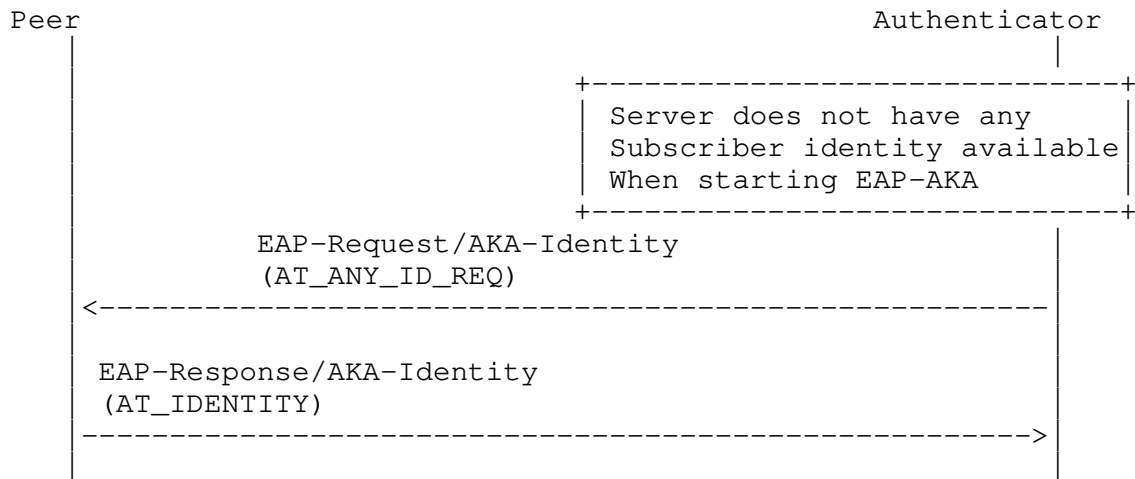 Peer Authenticator
Server does not have any
Subscriber identity available
When starting EAP-AKA
EAP-Request/AKA-Identity
(AT_ANY_ID_REQ)
EAP-Response/AKA-Identity
(AT_IDENTITY)